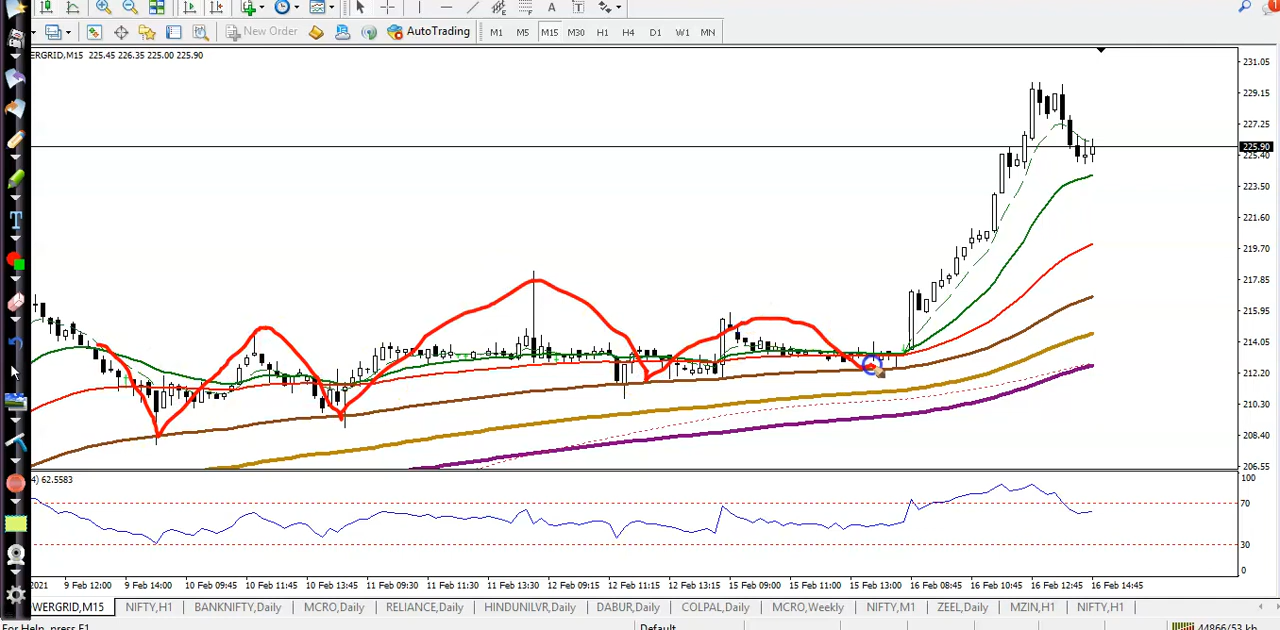 New Order
AutoTrading
M1 M5 M15 M30 H1 H4 D1 W1 MN
ERGRID,M15 225.45 226.35 225.00 225.90
231.05
229.15
227.25
225.90
225.40
223.50
221.60
219.70
217.85
215.95
214.05
212.20
210.30
208.40
206.55
4) 62.5583
100
70
30
0
2021 9 Feb 12:00 9 Feb 14:00 10 Feb 09:45 10 Feb 11:45 10 Feb 13:45 11 Feb 09:30 11 Feb 11:30 11 Feb 13:30 12 Feb 09:15 12 Feb 11:15 12 Feb 13:15 15 Feb 09:00 15 Feb 11:00 15 Feb 13:00 16 Feb 08:45 16 Feb 10:45 16 Feb 12:45 16 Feb 14:45
WERGRID,M15 NIFTY,H1 BANKNIFTY,Daily MCRO,Daily RELIANCE,Daily HINDUNILVR,Daily DABUR,Daily COLPAL,Daily MCRO,Weekly NIFTY,M1 ZEEL,Daily MZIN,H1 NIFTY,H1
For Help, press F1 Default 44866/53 kb